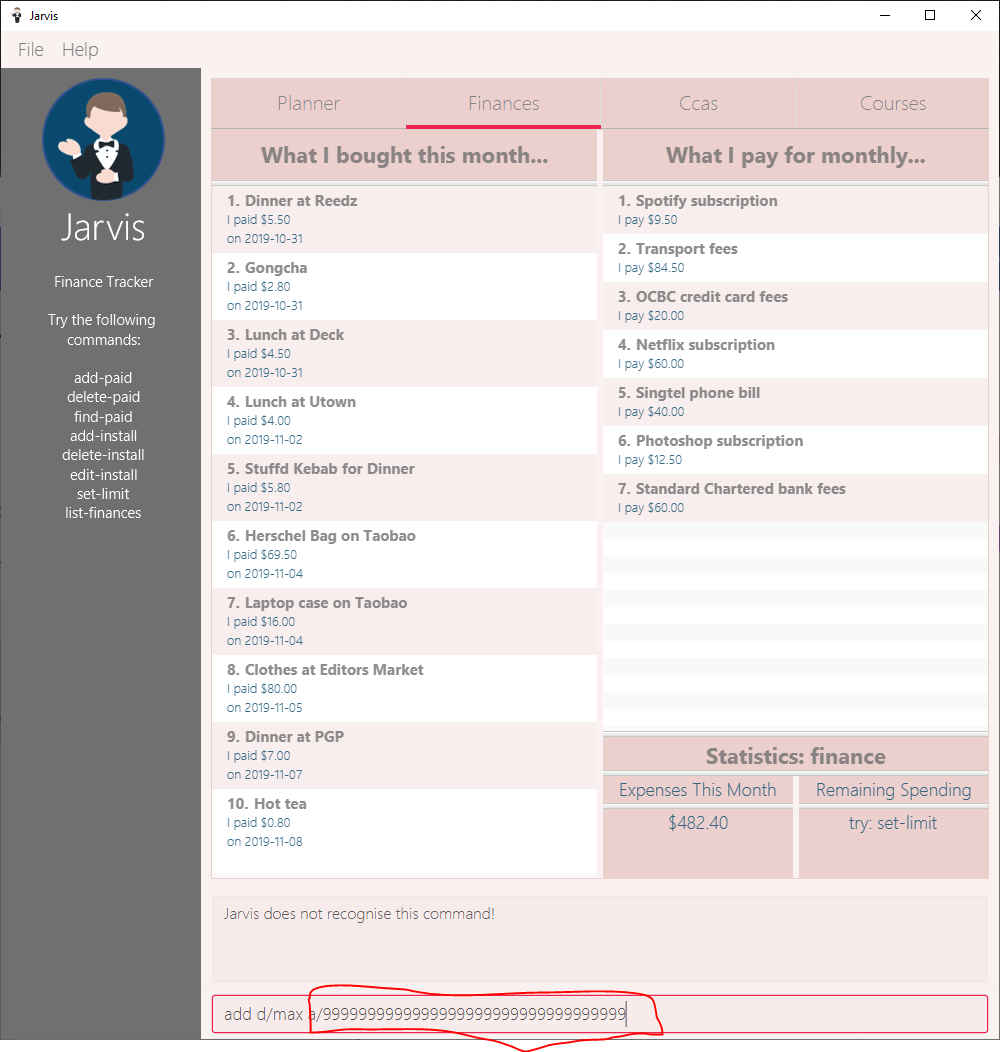 Jarvis
File Help
Jarvis
Finance Tracker
Try the following
commands:
add-paid
delete-paid
find-paid
add-install
delete-install
edit-install
set-limit
list-finances
Planner Finances Ccas Courses
What I bought this month...
1. Dinner at Reedz
I paid $5.50
on 2019-10-31
2. Gongcha
I paid $2.80
on 2019-10-31
3. Lunch at Deck
I paid $4.50
on 2019-10-31
4. Lunch at Utown
I paid $4.00
on 2019-11-02
5. Stuffd Kebab for Dinner
I paid $5.80
on 2019-11-02
6. Herschel Bag on Taobao
I paid $69.50
on 2019-11-04
7. Laptop case on Taobao
I paid $16.00
on 2019-11-04
8. Clothes at Editors Market
I paid $80.00
on 2019-11-05
9. Dinner at PGP
I paid $7.00
on 2019-11-07
10. Hot tea
I paid $0.80
on 2019-11-08
What I pay for monthly...
1. Spotify subscription
I pay $9.50
2. Transport fees
I pay $84.50
3. OCBC credit card fees
I pay $20.00
4. Netflix subscription
I pay $60.00
5. Singtel phone bill
I pay $40.00
6. Photoshop subscription
I pay $12.50
7. Standard Chartered bank fees
I pay $60.00
Statistics: finance
Expenses This Month Remaining Spending
$482.40 try: set-limit
Jarvis does not recognise this command!
add d/max a/99999999999999999999999999999999999